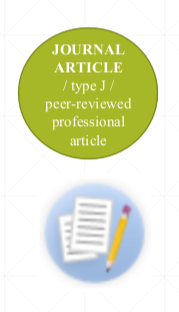 JOURNAL
ARTICLE
/ type J /
peer-reviewed
professional
article